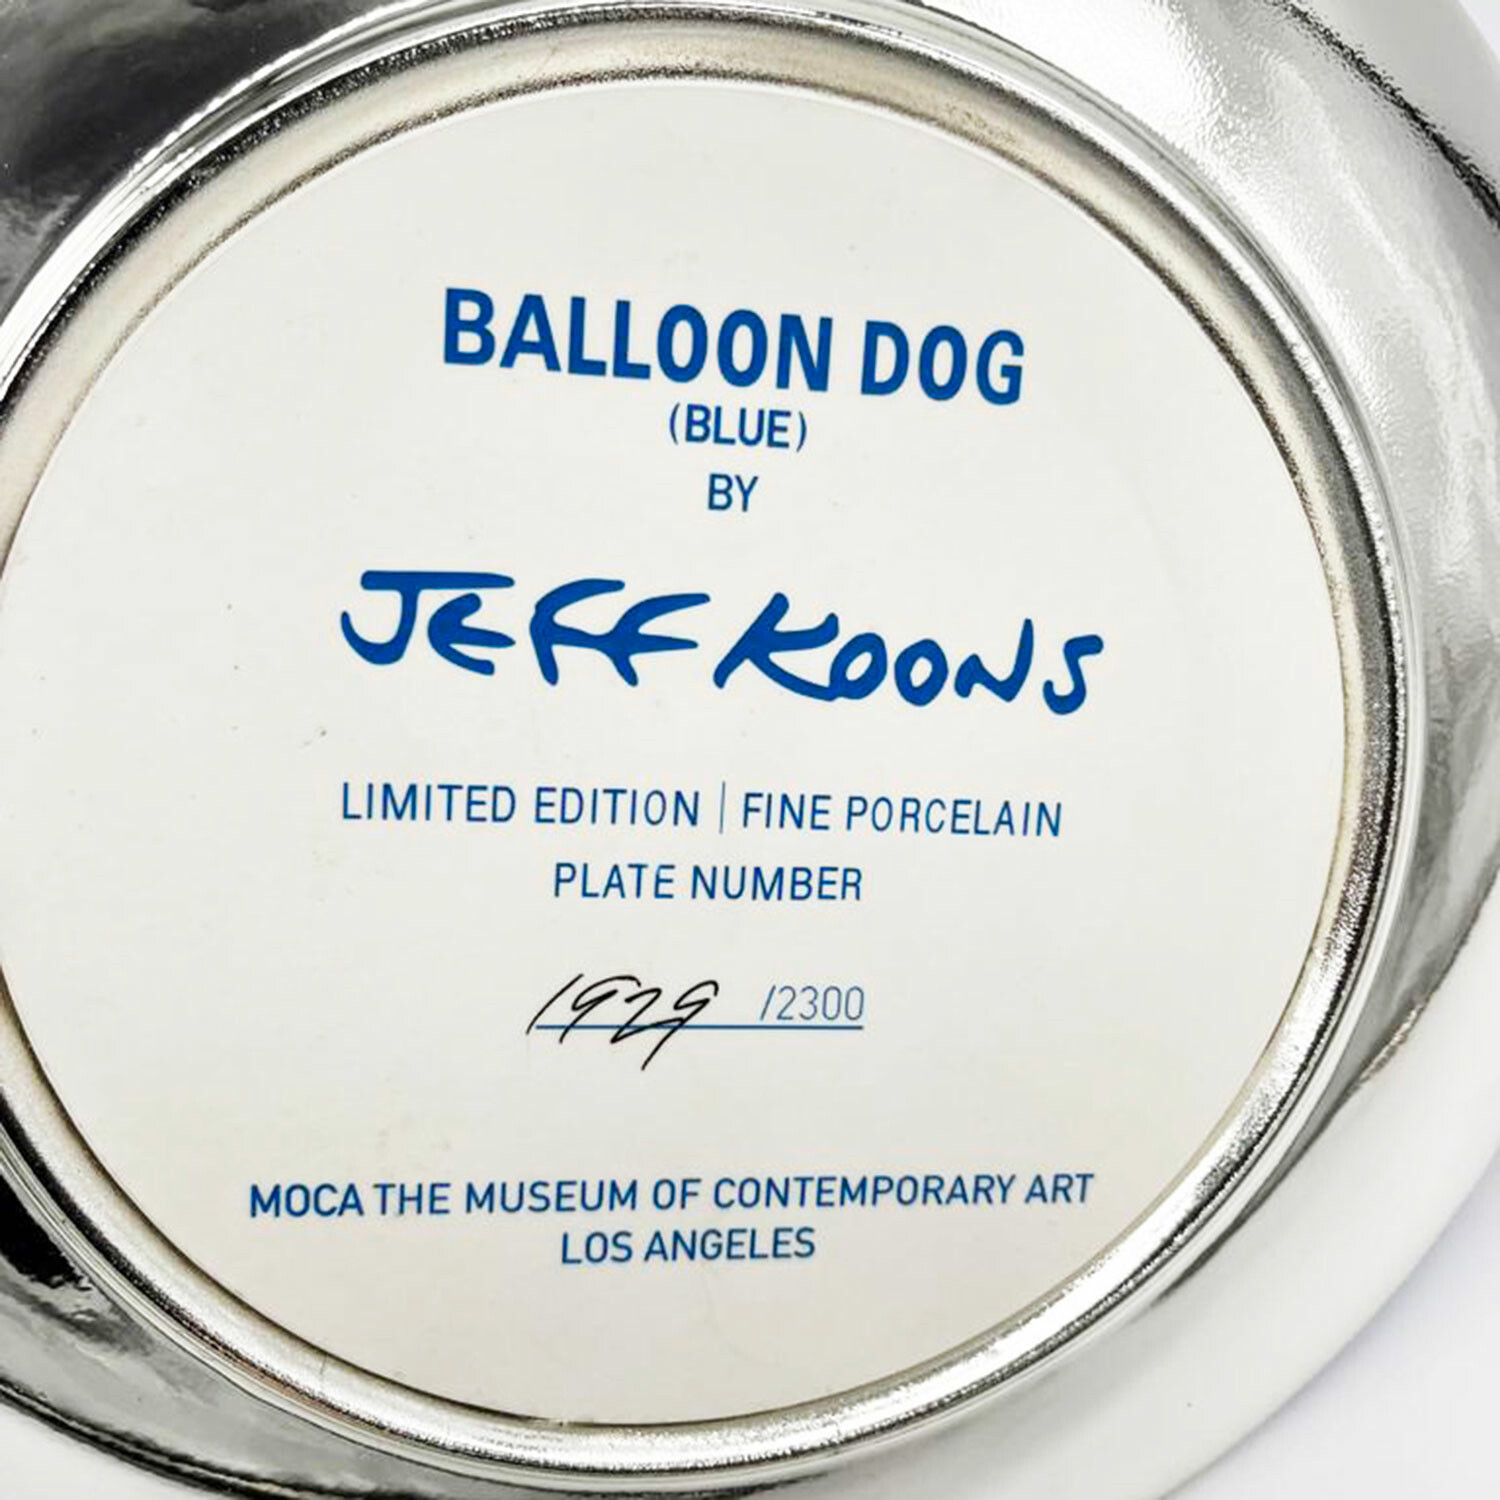 BALLOON DOG
(BLUE)
BY
JEFF KOONS
LIMITED EDITION | FINE PORCELAIN
PLATE NUMBER
1929 /2300
MOCA THE MUSEUM OF CONTEMPORARY ART
LOS ANGELES